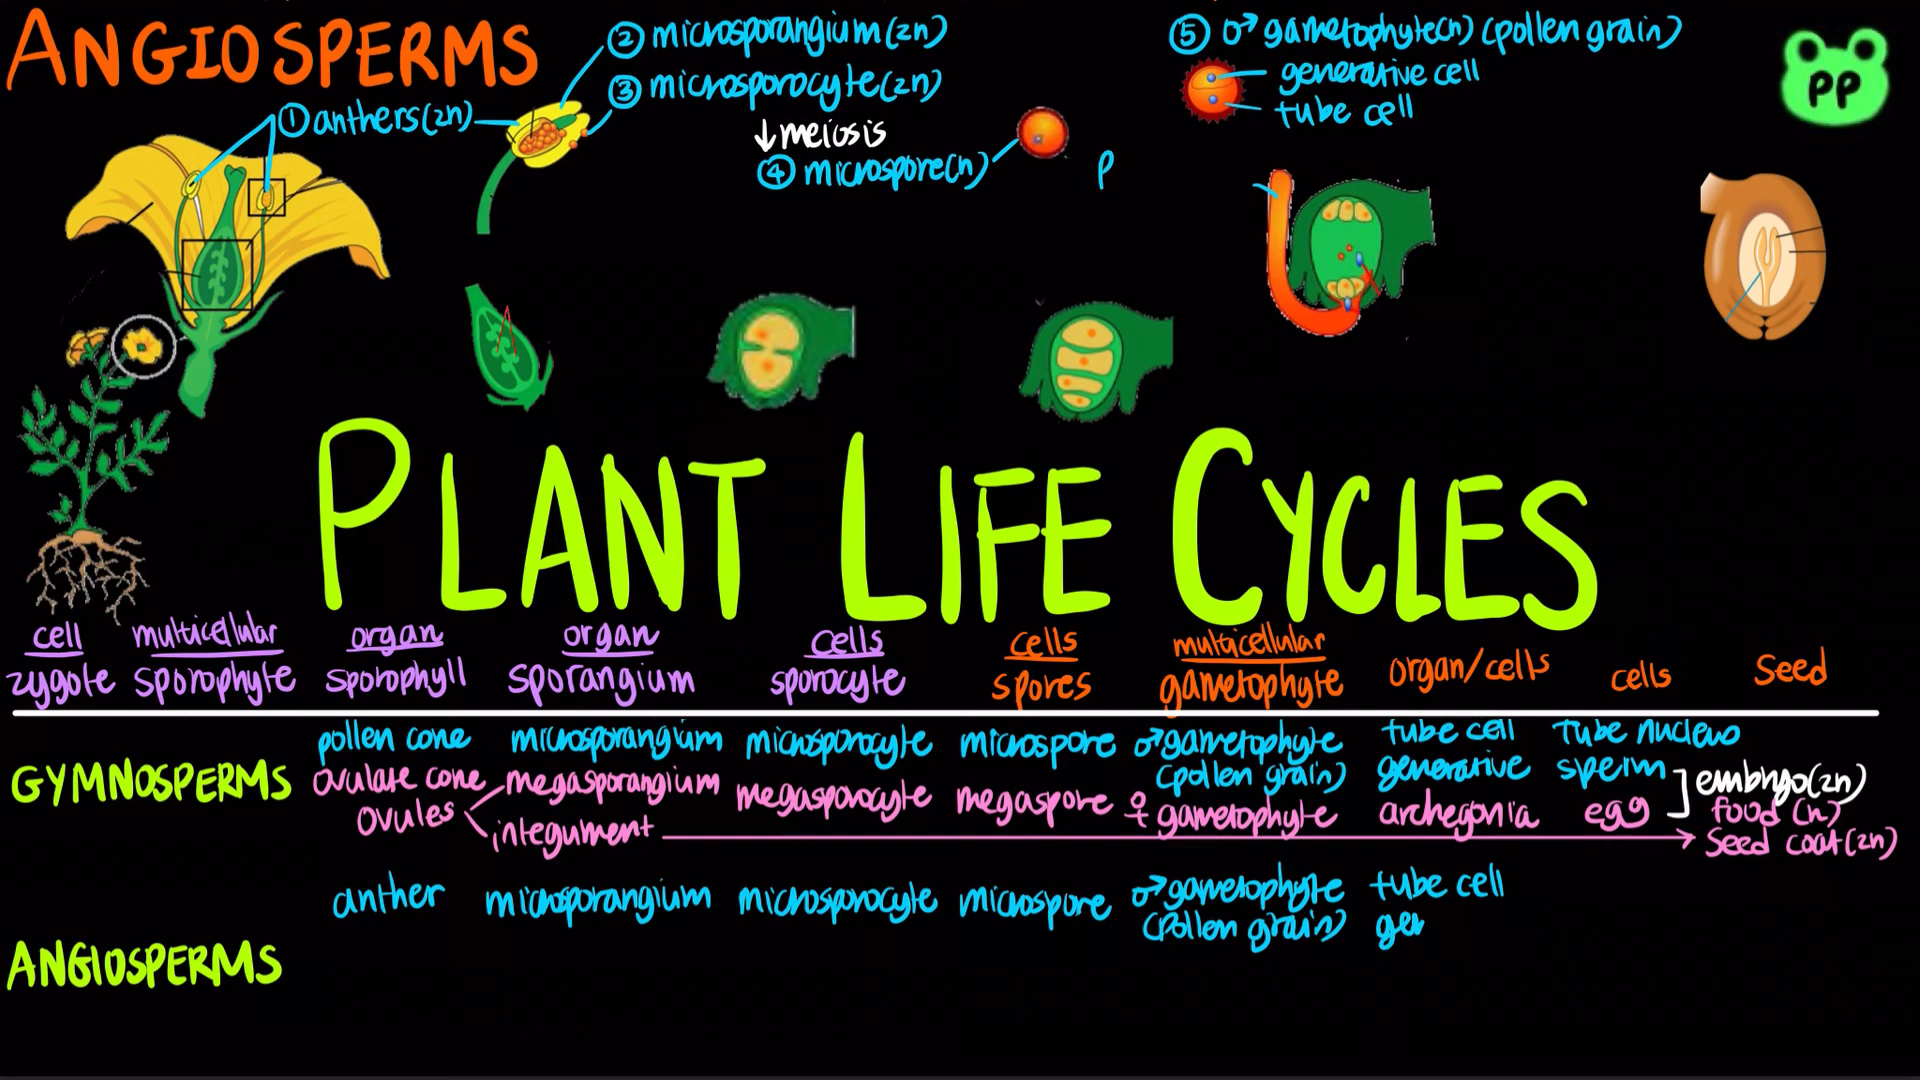 ANGIOSPERMS
① anthers(2n)
② microsporangium(2n)
③ microsporocyte(2n)
↓meiosis
④ microspore(n)
p
⑤ ♂ gametophyte(n) (pollen grain)
generative cell
tube cell
PP
PLANT LIFE CYCLES
cell multicellular organ organ cells cells multicellular
zygote sporophyte sporophyll sporangium sporocyte spores gametophyte organ/cells cells seed
pollen cone microsporangium microsporocyte microspore ♂gametophyte tube cell tube nucleus
GYMNOSPERMS ovulate cone megasporangium (pollen grain) generative sperm embryo(2n)
ovules megasporocyte megaspore ♀ gametophyte archegonia egg food (n)
integument seed coat(2n)
anther microsporangium microsporocyte microspore ♂gametophyte tube cell
(pollen grain) gen
ANGIOSPERMS